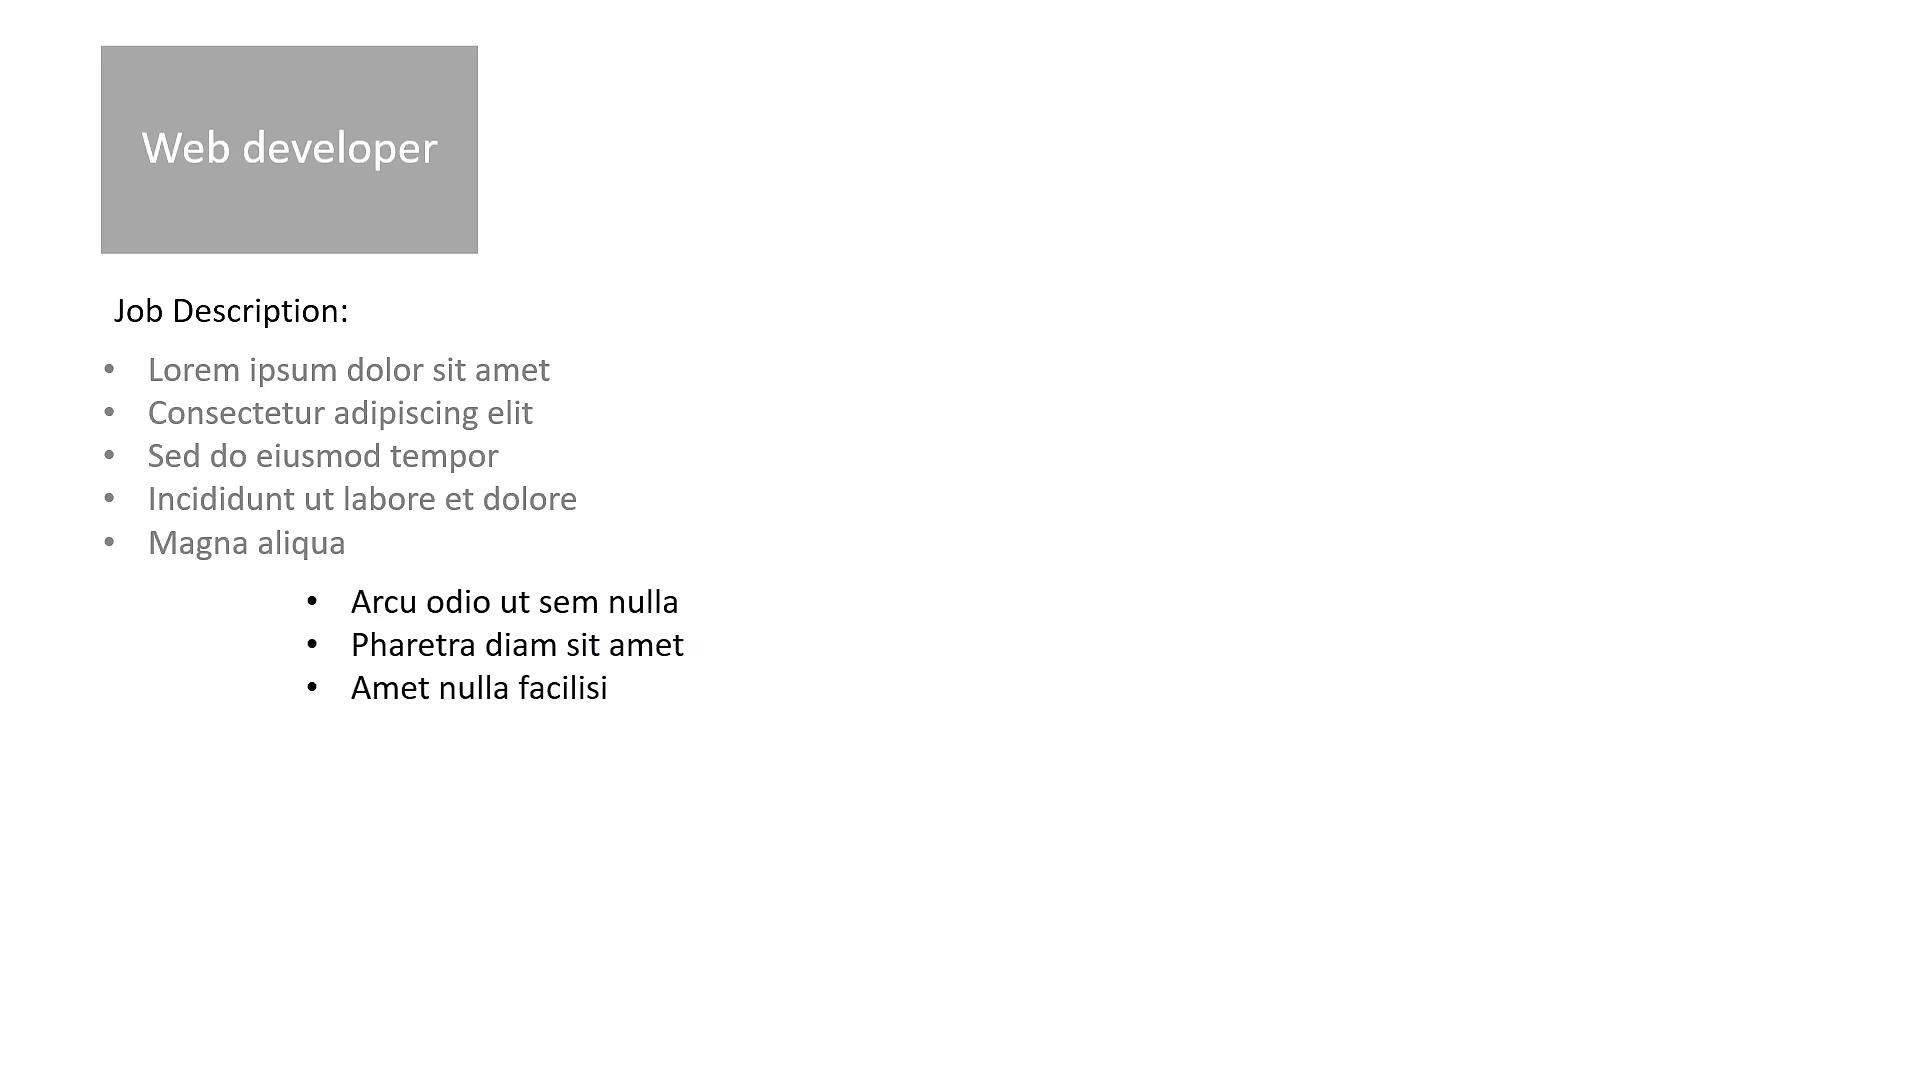 Web developer
Job Description:
• Lorem ipsum dolor sit amet
• Consectetur adipiscing elit
• Sed do eiusmod tempor
• Incididunt ut labore et dolore
• Magna aliqua
• Arcu odio ut sem nulla
• Pharetra diam sit amet
• Amet nulla facilisi